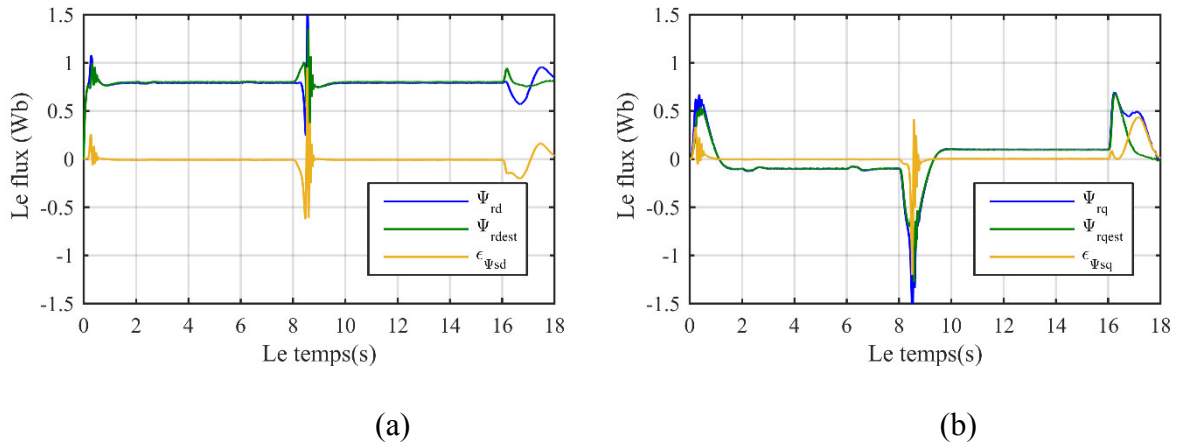 1.5
1
0.5
0
-0.5
-1
-1.5
Le flux (Wb)
0 2 4 6 8 10 12 14 16 18
Le temps(s)
Ψrd
Ψrdest
ϵΨsd
(a)
1.5
1
0.5
0
-0.5
-1
-1.5
Le flux (Wb)
0 2 4 6 8 10 12 14 16 18
Le temps(s)
Ψrq
Ψrqest
ϵΨsq
(b)